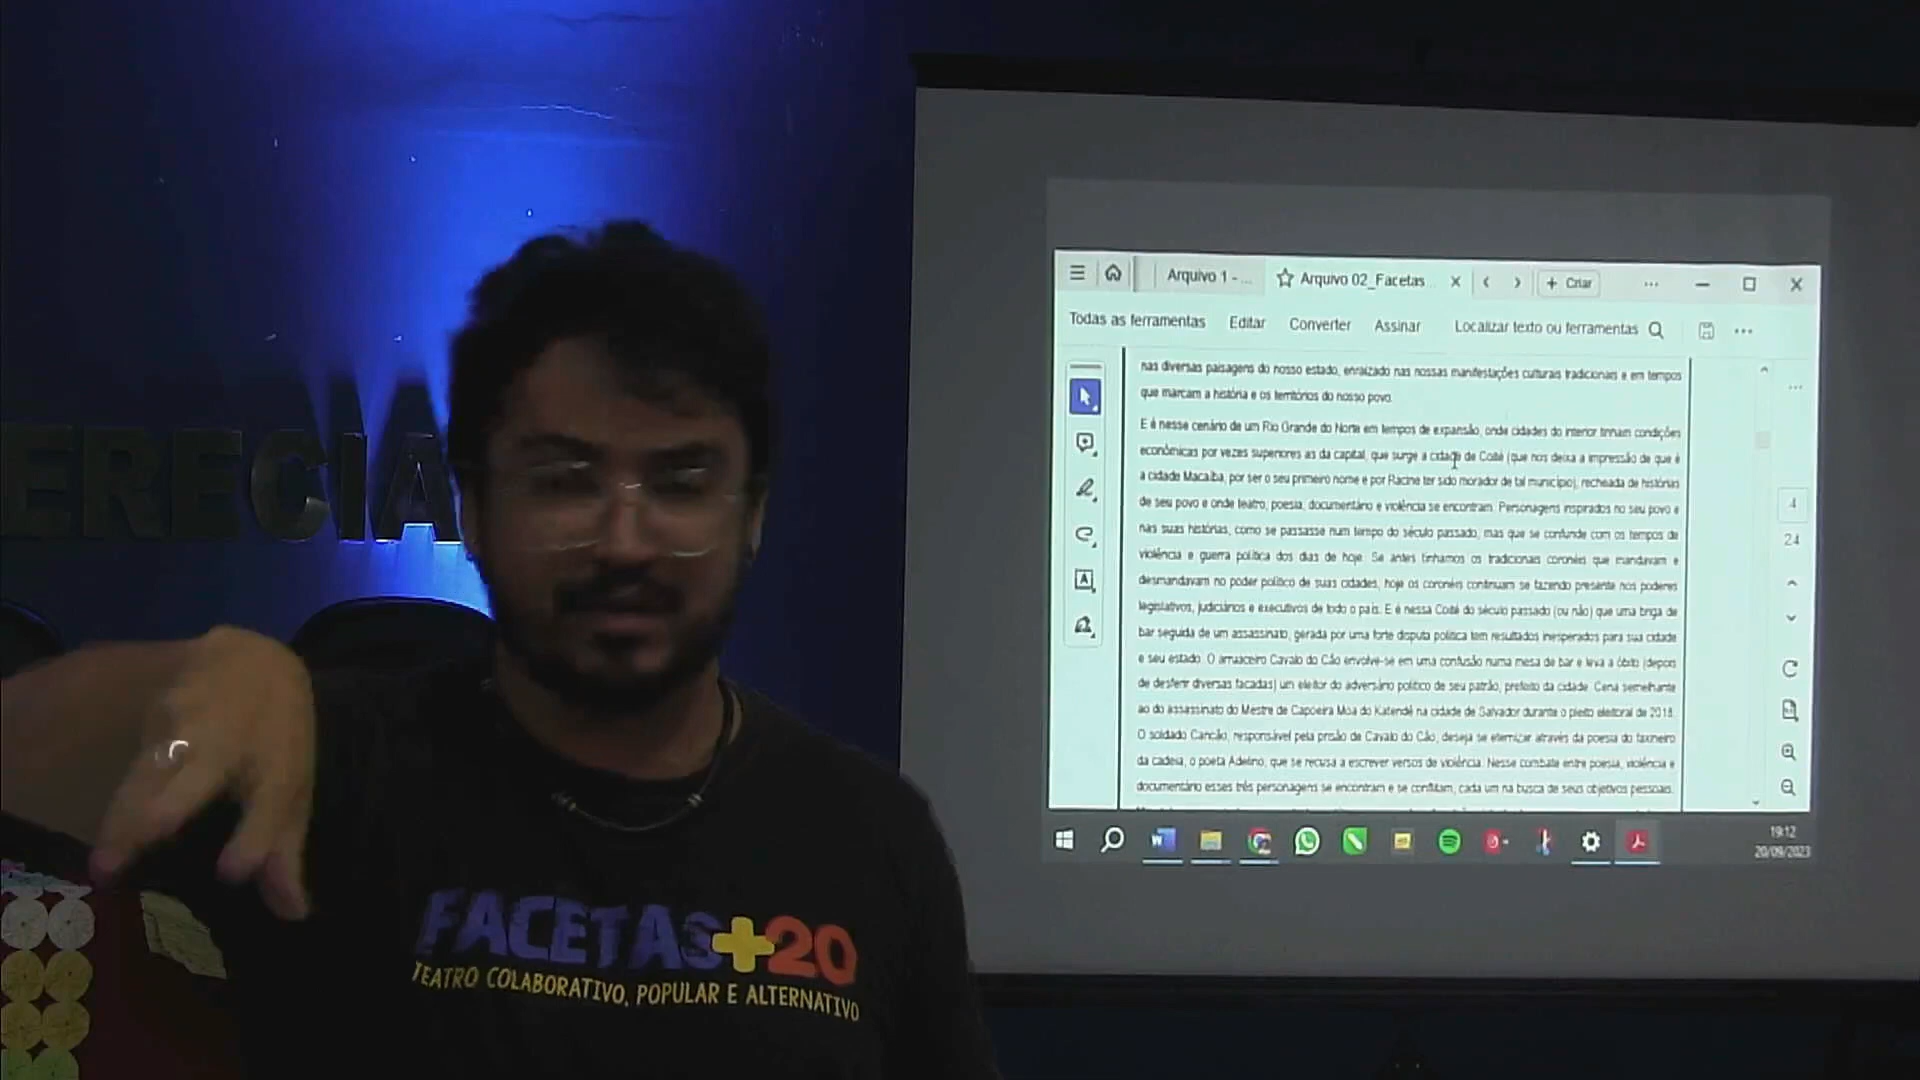 ERECIA
FACETAS+20
TEATRO COLABORATIVO, POPULAR E ALTERNATIVO
Arquivo 1 - ...
Arquivo 02_Facetas
+ Criar
Todas as ferramentas
Editar
Converter
Assinar
Localizar texto ou ferramentas
nas diversas paisagens do nosso estado, enraizado nas nossas manifestações culturais tradicionais e em tempos
que marcam a história e os territórios do nosso povo.
E é nesse cenário de um Rio Grande do Norte em tempos de expansão, onde cidades do interior tinham condições
econômicas por vezes superiores as da capital, que surge a cidade de Coité (que nos deixa a impressão de que é
a cidade Macaíba, por ser o seu primeiro nome e por Racine ter sido morador de tal município), recheada de histórias
de seu povo e onde teatro, poesia, documentário e violência se encontram. Personagens inspirados no seu povo e
nas suas histórias, como se passasse num tempo do século passado, mas que se confunde com os tempos de
violência e guerra política dos dias de hoje. Se antes tínhamos os tradicionais coronéis que mandavam e
desmandavam no poder político de suas cidades, hoje os coronéis continuam se fazendo presente nos poderes
legislativos, judiciários e executivos de todo o país. E é nessa Coité do século passado (ou não) que uma briga de
bar seguida de um assassinato, gerada por uma forte disputa política tem resultados inesperados para sua cidade
e seu estado. O arruaceiro Cavalo do Cão envolve-se em uma confusão numa mesa de bar e leva a óbito (depois
de desferir diversas facadas) um eleitor do adversário político de seu patrão, prefeito da cidade. Cena semelhante
ao do assassinato do Mestre de Capoeira Moa do Katendê na cidade de Salvador durante o pleito eleitoral de 2018.
O soldado Cancão, responsável pela prisão de Cavalo do Cão, deseja se eternizar através da poesia do faxineiro
da cadeia, o poeta Adelino, que se recusa a escrever versos de violência. Nesse combate entre poesia, violência e
documentário esses três personagens se encontram e se conflitam, cada um na busca de seus objetivos pessoais.
4
24
19:12
20/09/2023